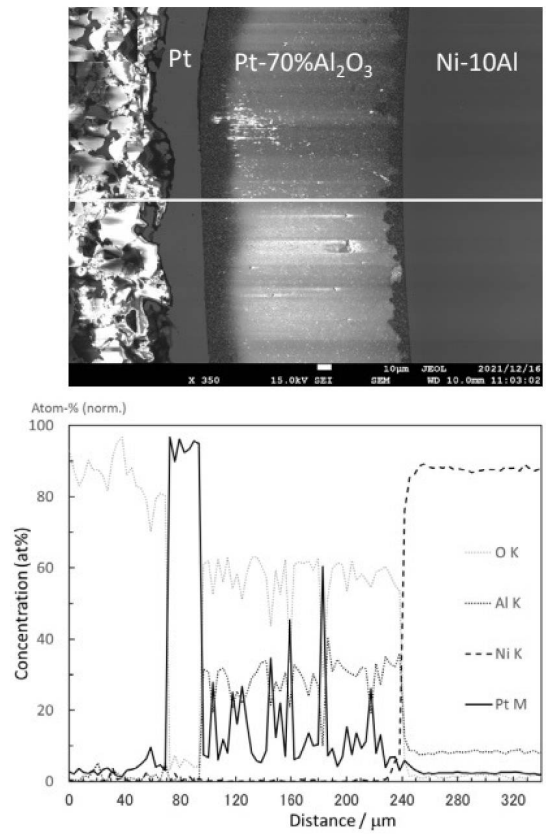 Pt
Pt-70%Al₂O₃
Ni-10Al
10μm JEOL 2021/12/16
X 350 15.0kV SEI SEM WD 10.0mm 11:03:02
Atom-% (norm.)
Concentration (at%)
100
80
60
40
20
0
O K
Al K
Ni K
Pt M
0 40 80 120 160 200 240 280 320
Distance / μm